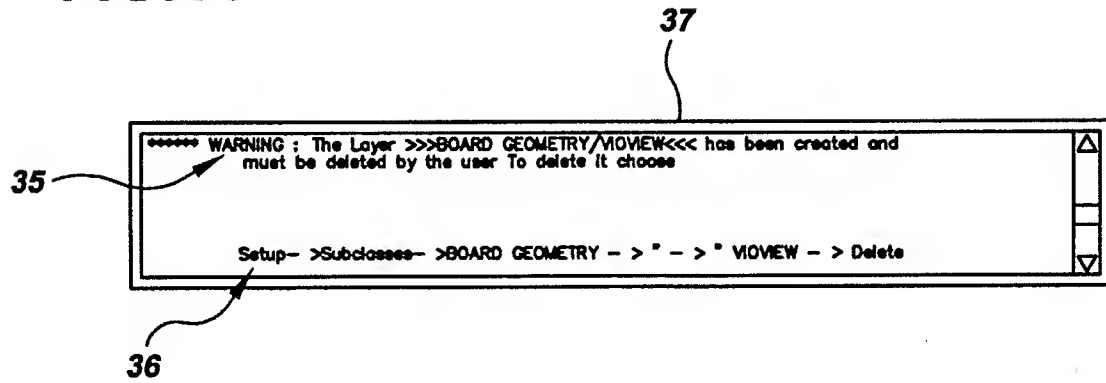 37
****** WARNING : The Layer >>>BOARD GEOMETRY/VIOVIEW<<< has been created and
must be deleted by the user To delete it choose
35
Setup- >Subclasses- >BOARD GEOMETRY - > " - > " VIOVIEW - > Delete
36